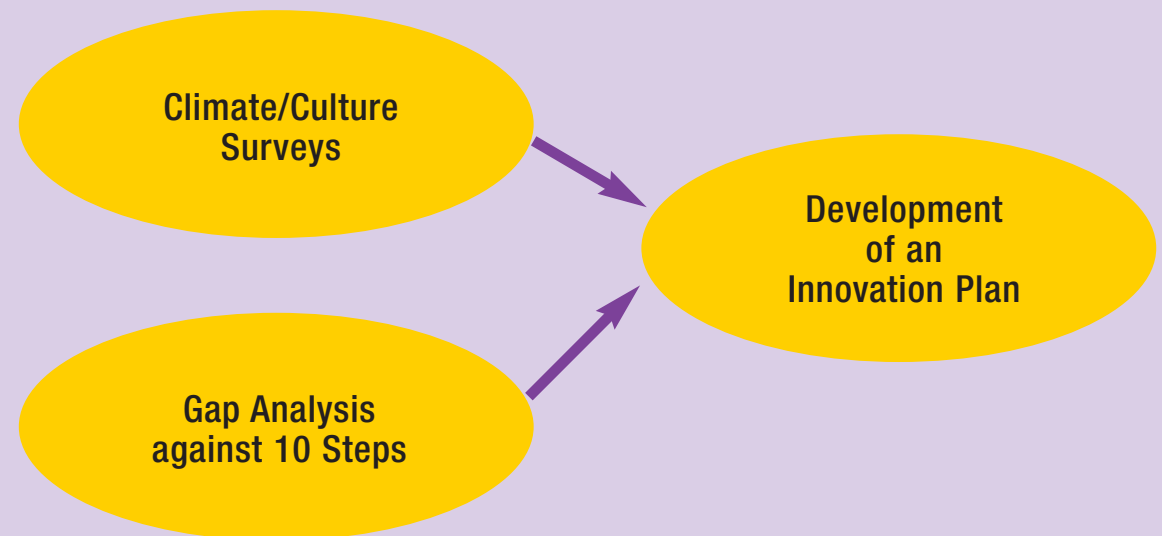 Climate/Culture
Surveys
Development
of an
Innovation Plan
Gap Analysis
against 10 Steps